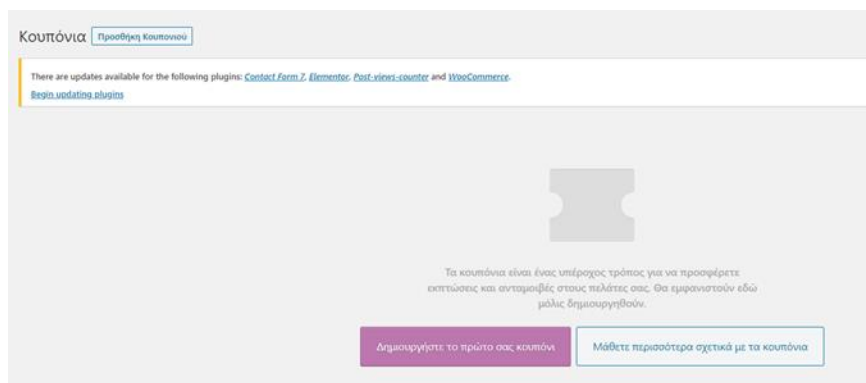 Κουπόνια Προσθήκη Κουπονιού
There are updates available for the following plugins: Contact Form 7, Elementor, Post-views-counter and WooCommerce.
Begin updating plugins
Τα κουπόνια είναι ένας υπέροχος τρόπος για να προσφέρετε
εκπτώσεις και ανταμοιβές στους πελάτες σας. Θα εμφανιστούν εδώ
μόλις δημιουργηθούν.
Δημιουργήστε το πρώτο σας κουπόνι Μάθετε περισσότερα σχετικά με τα κουπόνια